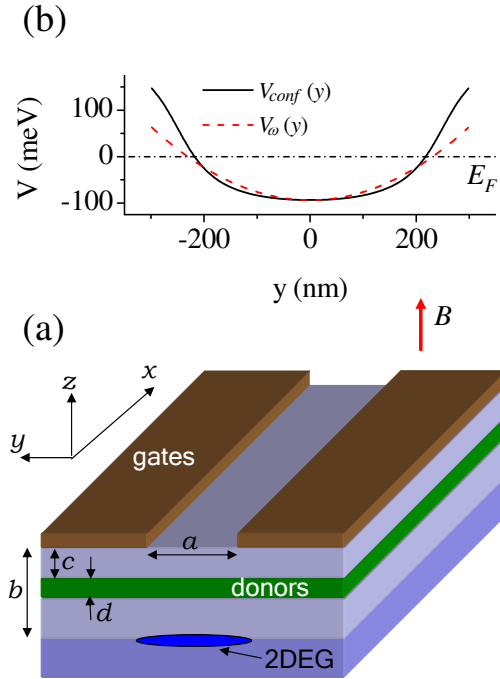 (b)
V (meV)
100
0
-100
V_conf (y)
V_ω (y)
E_F
-200
0
200
y (nm)
(a)
B
z
x
y
gates
a
c
b
donors
d
2DEG